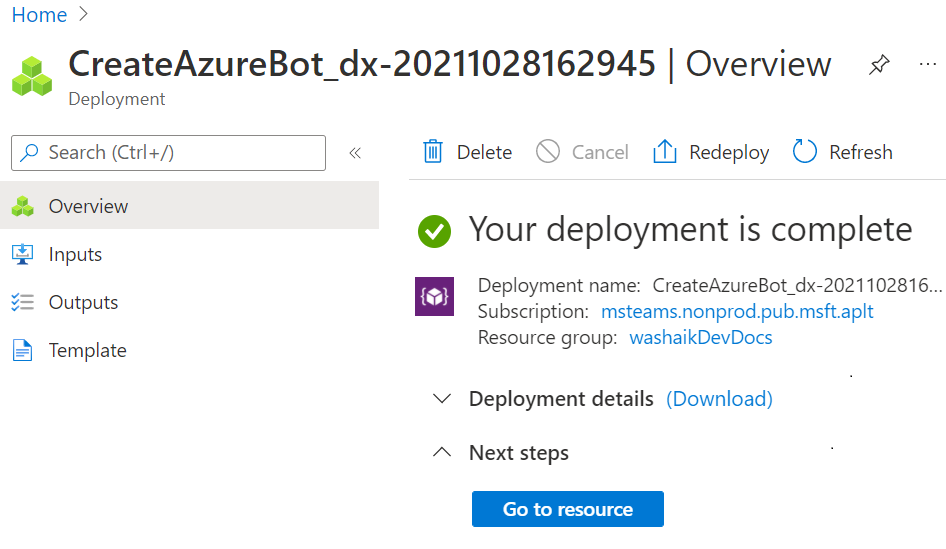 Home
CreateAzureBot_dx-20211028162945 | Overview
Deployment
Search (Ctrl+/)
Delete
Cancel
Redeploy
Refresh
Overview
Inputs
Outputs
Template
Your deployment is complete
Deployment name: CreateAzureBot_dx-2021102816...
Subscription: msteams.nonprod.pub.msft.aplt
Resource group: washaikDevDocs
Deployment details (Download)
Next steps
Go to resource